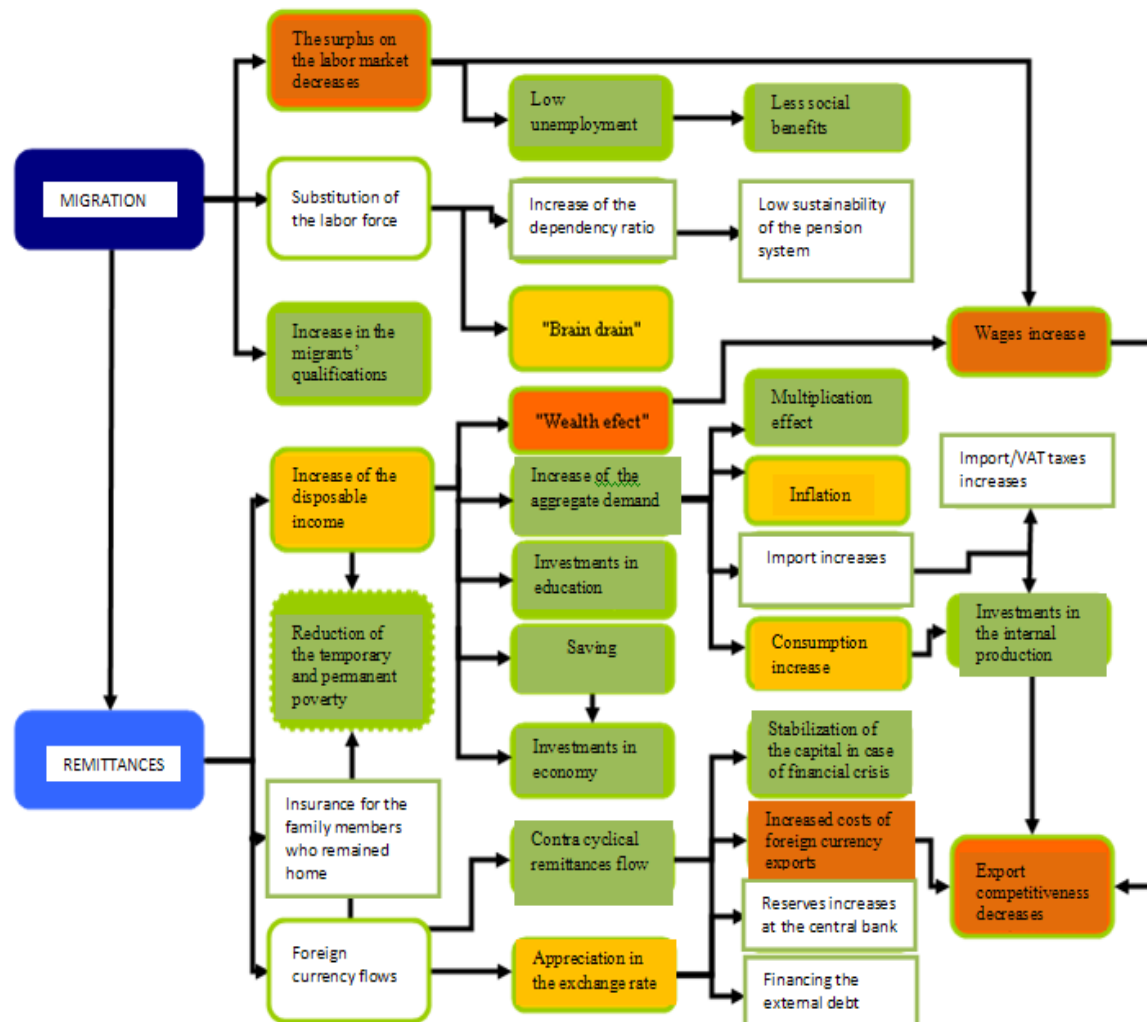 The surplus on
the labor market
decreases
Low
unemployment
Less social
benefits
MIGRATION
Substitution of
the labor force
Increase of the
dependency ratio
Low sustainability
of the pension
system
"Brain drain"
Wages increase
Increase in the
migrants'
qualifications
"Wealth efect"
Multiplication
effect
Increase of the
disposable
income
Increase of the
aggregate demand
Inflation
Import/VAT taxes
increases
Import increases
Investments in
education
Reduction of
the temporary
and permanent
poverty
Saving
Consumption
increase
Investments in
the internal
production
REMITTANCES
Investments in
economy
Stabilization of
the capital in case
of financial crisis
Insurance for the
family members
who remained
home
Contra cyclical
remittances flow
Increased costs of
foreign currency
exports
Export
competitiveness
decreases
Reserves increases
at the central bank
Foreign
currency flows
Appreciation in
the exchange rate
Financing the
external debt